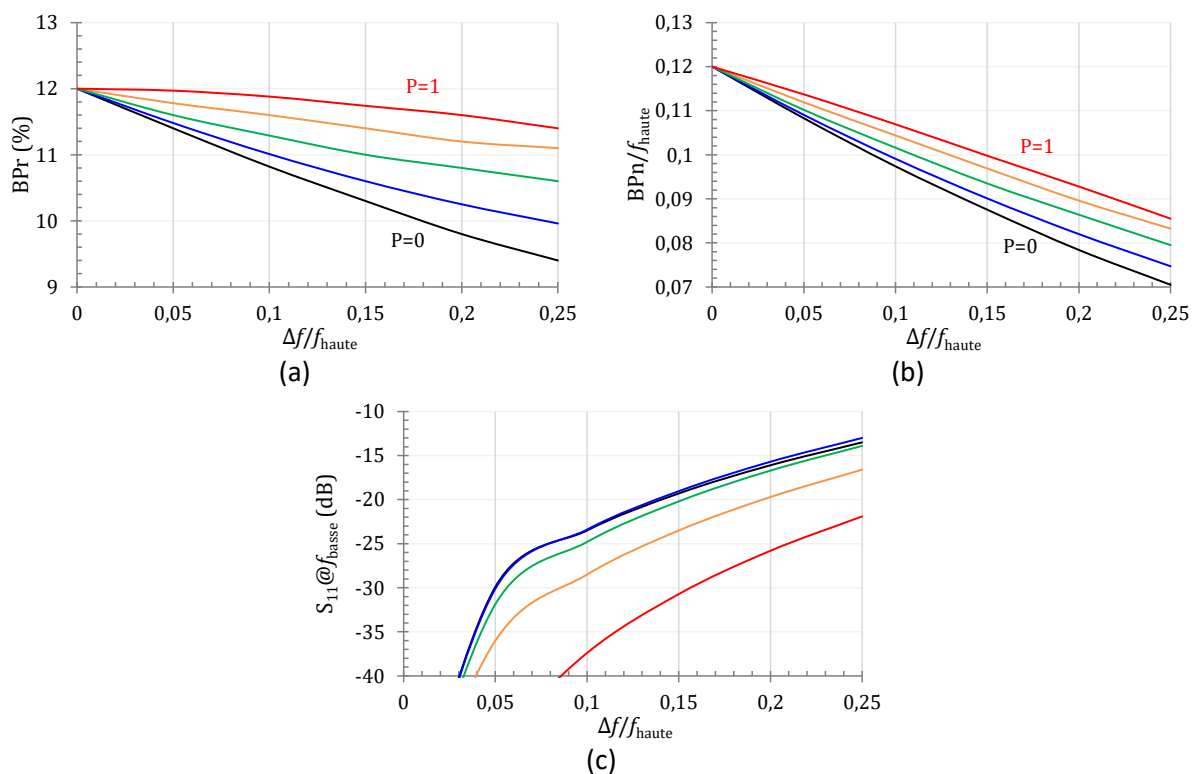 13
12
11
10
9
BPr (%)
P=1
P=0
0
0,05
0,1
0,15
0,2
0,25
Δf/fhaute
(a)
0,13
0,12
0,11
0,1
0,09
0,08
0,07
BPn/fhaute
P=1
P=0
0
0,05
0,1
0,15
0,2
0,25
Δf/fhaute
(b)
-10
-15
-20
-25
-30
-35
-40
S11@fbasse (dB)
0
0,05
0,1
0,15
0,2
0,25
Δf/fhaute
(c)